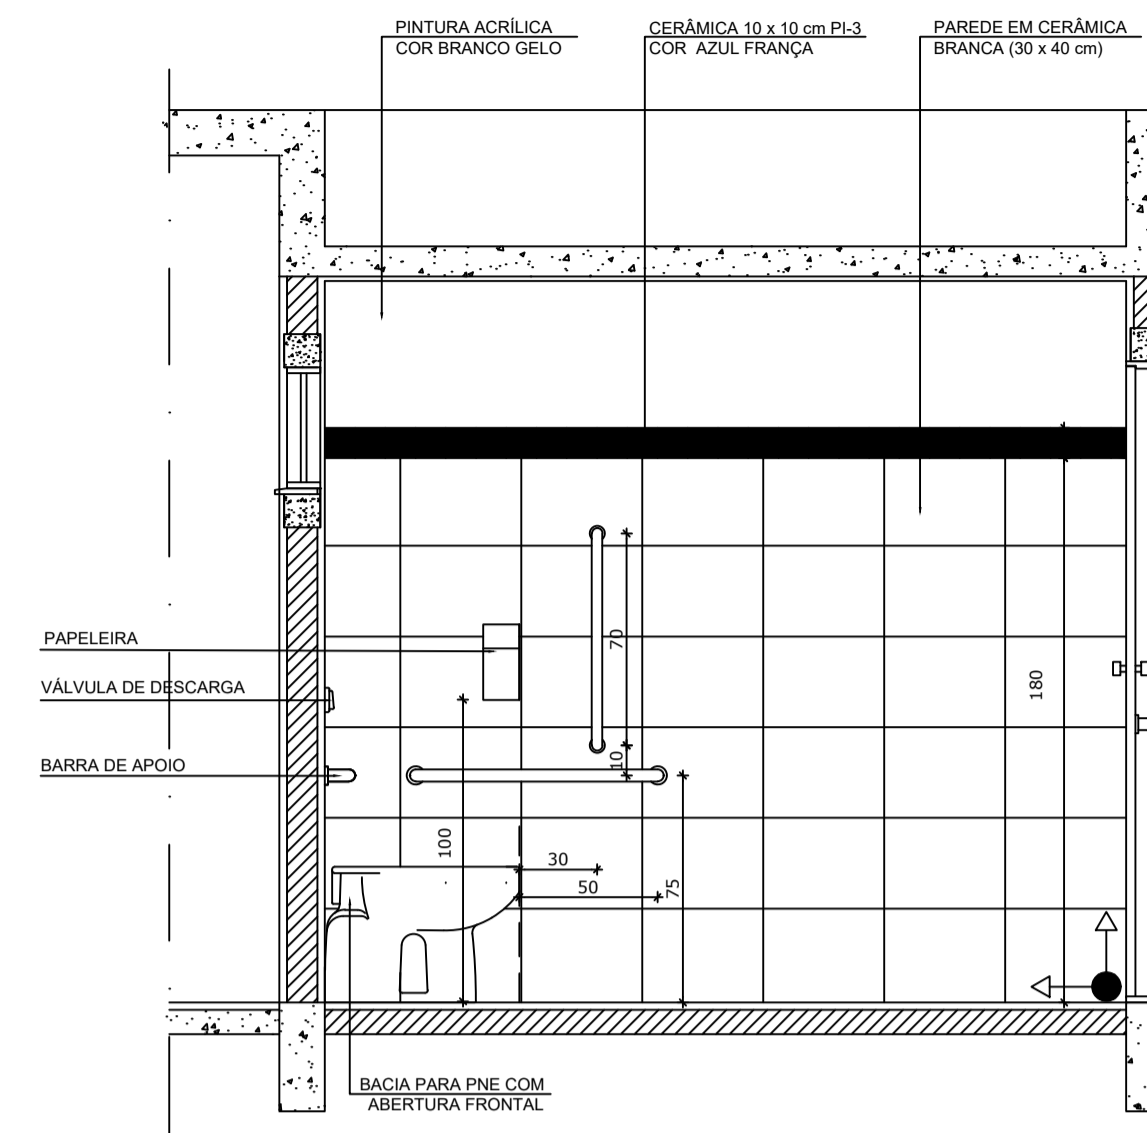 PINTURA ACRÍLICA
COR BRANCO GELO
CERÂMICA 10 x 10 cm PI-3
COR AZUL FRANÇA
PAREDE EM CERÂMICA
BRANCA (30 x 40 cm)
PAPELEIRA
VÁLVULA DE DESCARGA
BARRA DE APOIO
70
10
180
100
30
50
75
BACIA PARA PNE COM
ABERTURA FRONTAL